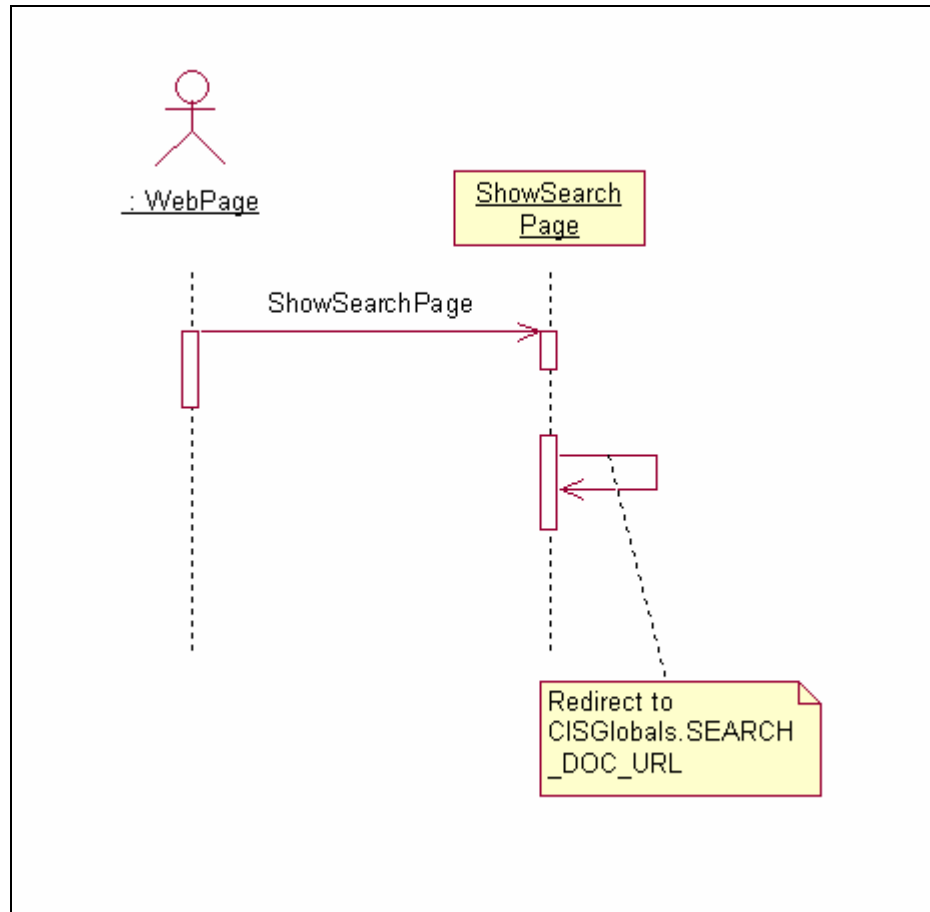 : WebPage
ShowSearch
Page
ShowSearchPage
Redirect to
CISGlobals.SEARCH
_DOC_URL